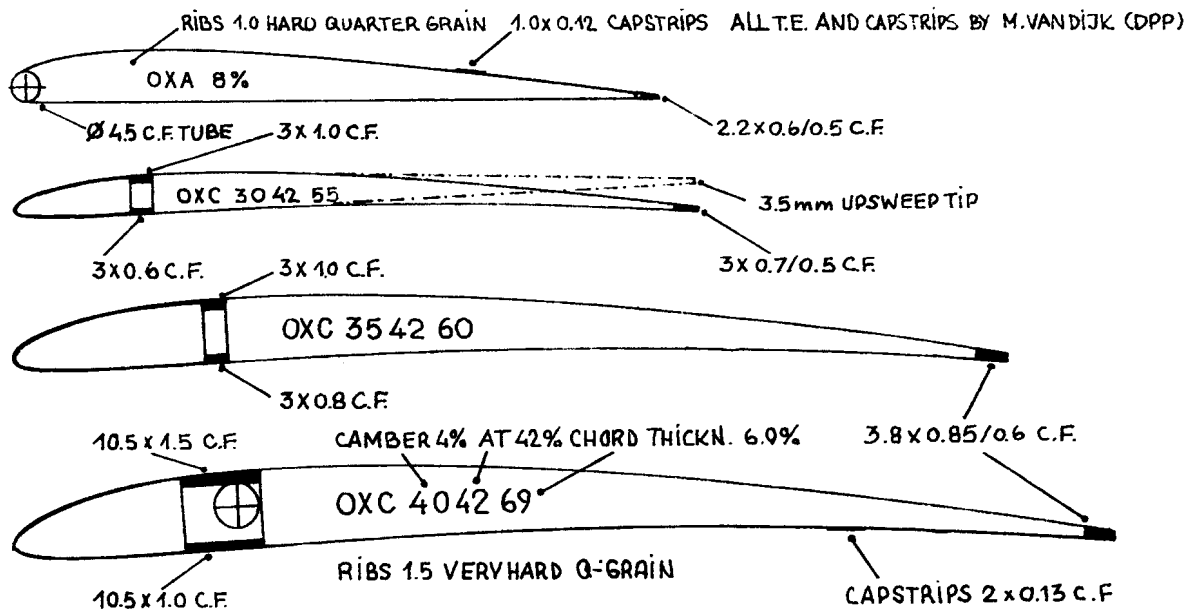 RIBS 1.0 HARD QUARTER GRAIN 1.0 x 0.12 CAPSTRIPS ALL T.E. AND CAPSTRIPS BY M. VAN DIJK (DPP)
OXA 8%
Ø 4.5 C.F. TUBE
3 X 1.0 C.F.
2.2 x 0.6/0.5 C.F.
OXC 30 42 55
3.5mm UPSWEEP TIP
3 X 0.6 C.F.
3 X 1.0 C.F.
3 X 0.7/0.5 C.F.
OXC 35 42 60
3 X 0.8 C.F.
10.5 x 1.5 C.F.
CAMBER 4% AT 42% CHORD THICKN. 6.9%
3.8 x 0.85/0.6 C.F.
OXC 40 42 69
RIBS 1.5 VERY HARD Q-GRAIN
10.5 x 1.0 C.F.
CAPSTRIPS 2 x 0.13 C.F